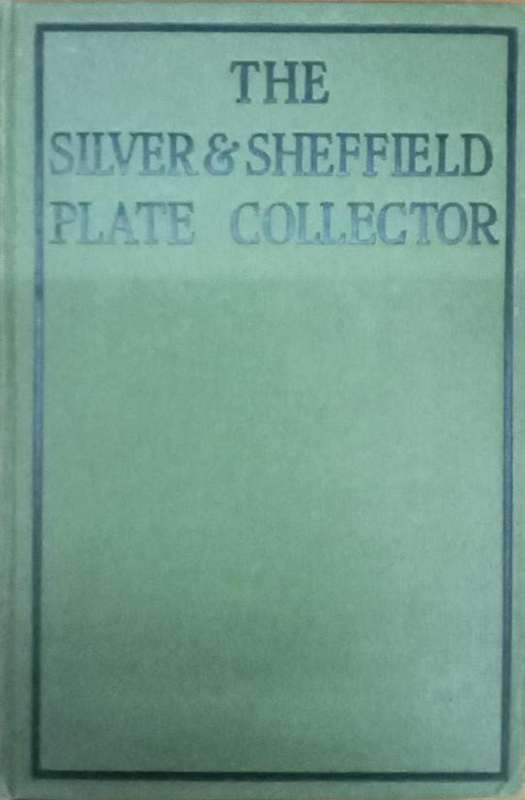 THE
SILVER & SHEFFIELD
PLATE COLLECTOR